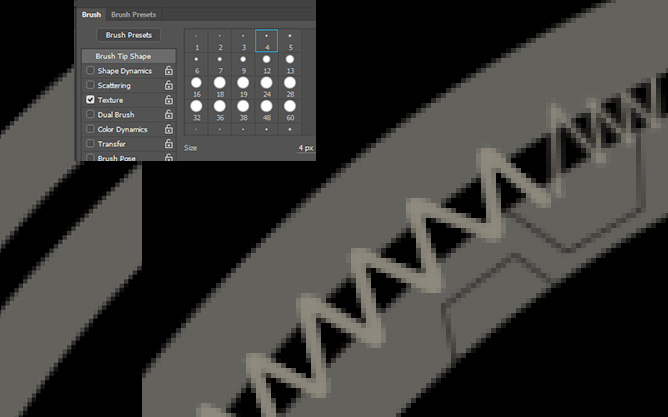 Brush Brush Presets
Brush Presets
1 2 3 4 5
Brush Tip Shape
Shape Dynamics
6 7 9 12 13
Scattering
Texture
16 18 19 24 28
Dual Brush
32 36 38 48 60
Color Dynamics
Transfer
Size 4 px
Brush Pose